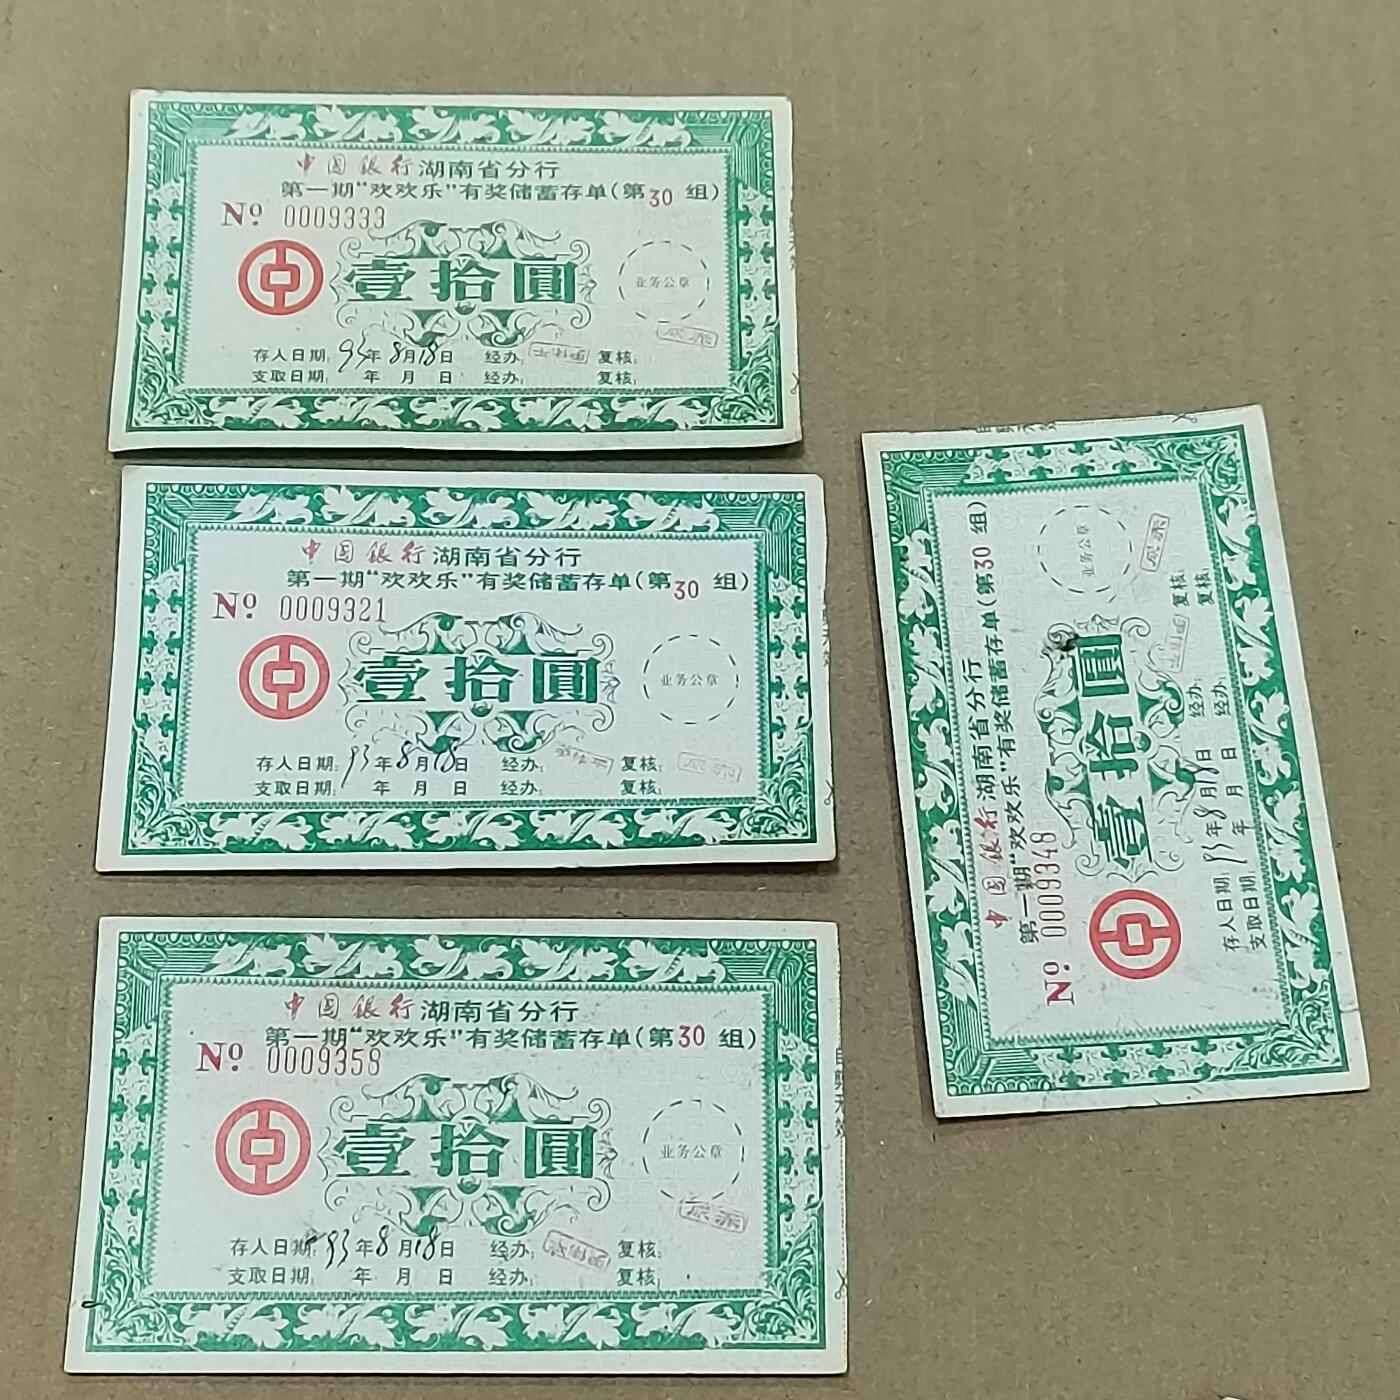 中国银行湖南省分行
第一期“欢欢乐”有奖储蓄存单(第30组)
Nº 0009333
壹拾圆
业务公章
存入日期: 93年8月18日 经办: 复核:
支取日期: 年 月 日 经办: 复核:
中国银行湖南省分行
第一期“欢欢乐”有奖储蓄存单(第30组)
Nº 0009321
壹拾圆
业务公章
存入日期: 93年8月18日 经办: 复核:
支取日期: 年 月 日 经办: 复核:
中国银行湖南省分行
第一期“欢欢乐”有奖储蓄存单(第30组)
Nº 0009358
壹拾圆
业务公章
存入日期: 93年8月18日 经办: 复核:
支取日期: 年 月 日 经办: 复核:
中国银行湖南省分行
第一期“欢欢乐”有奖储蓄存单(第30组)
Nº 0009348
壹拾圆
业务公章
存入日期: 93年8月18日 经办: 复核:
支取日期: 年 月 日 经办: 复核: